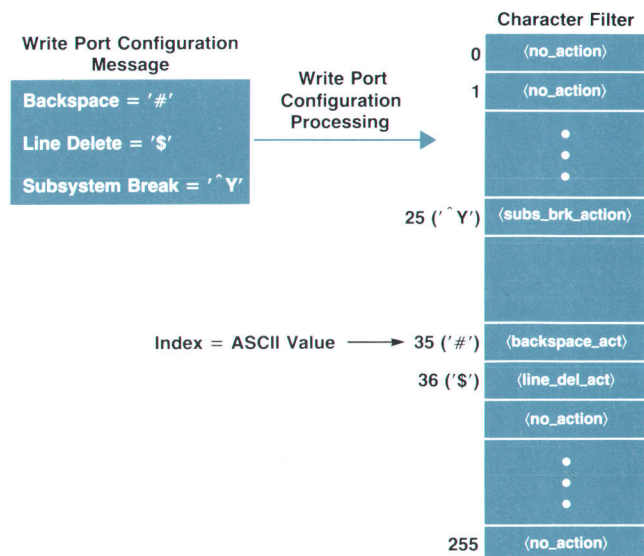 Write Port Configuration
Message
Backspace = '#'
Line Delete = '$'
Subsystem Break = '^Y'
Write Port
Configuration
Processing
Character Filter
0 ⟨no_action⟩
1 ⟨no_action⟩
25 ('^Y') ⟨subs_brk_action⟩
Index = ASCII Value 35 ('#') ⟨backspace_act⟩
36 ('$') ⟨line_del_act⟩
⟨no_action⟩
255 ⟨no_action⟩